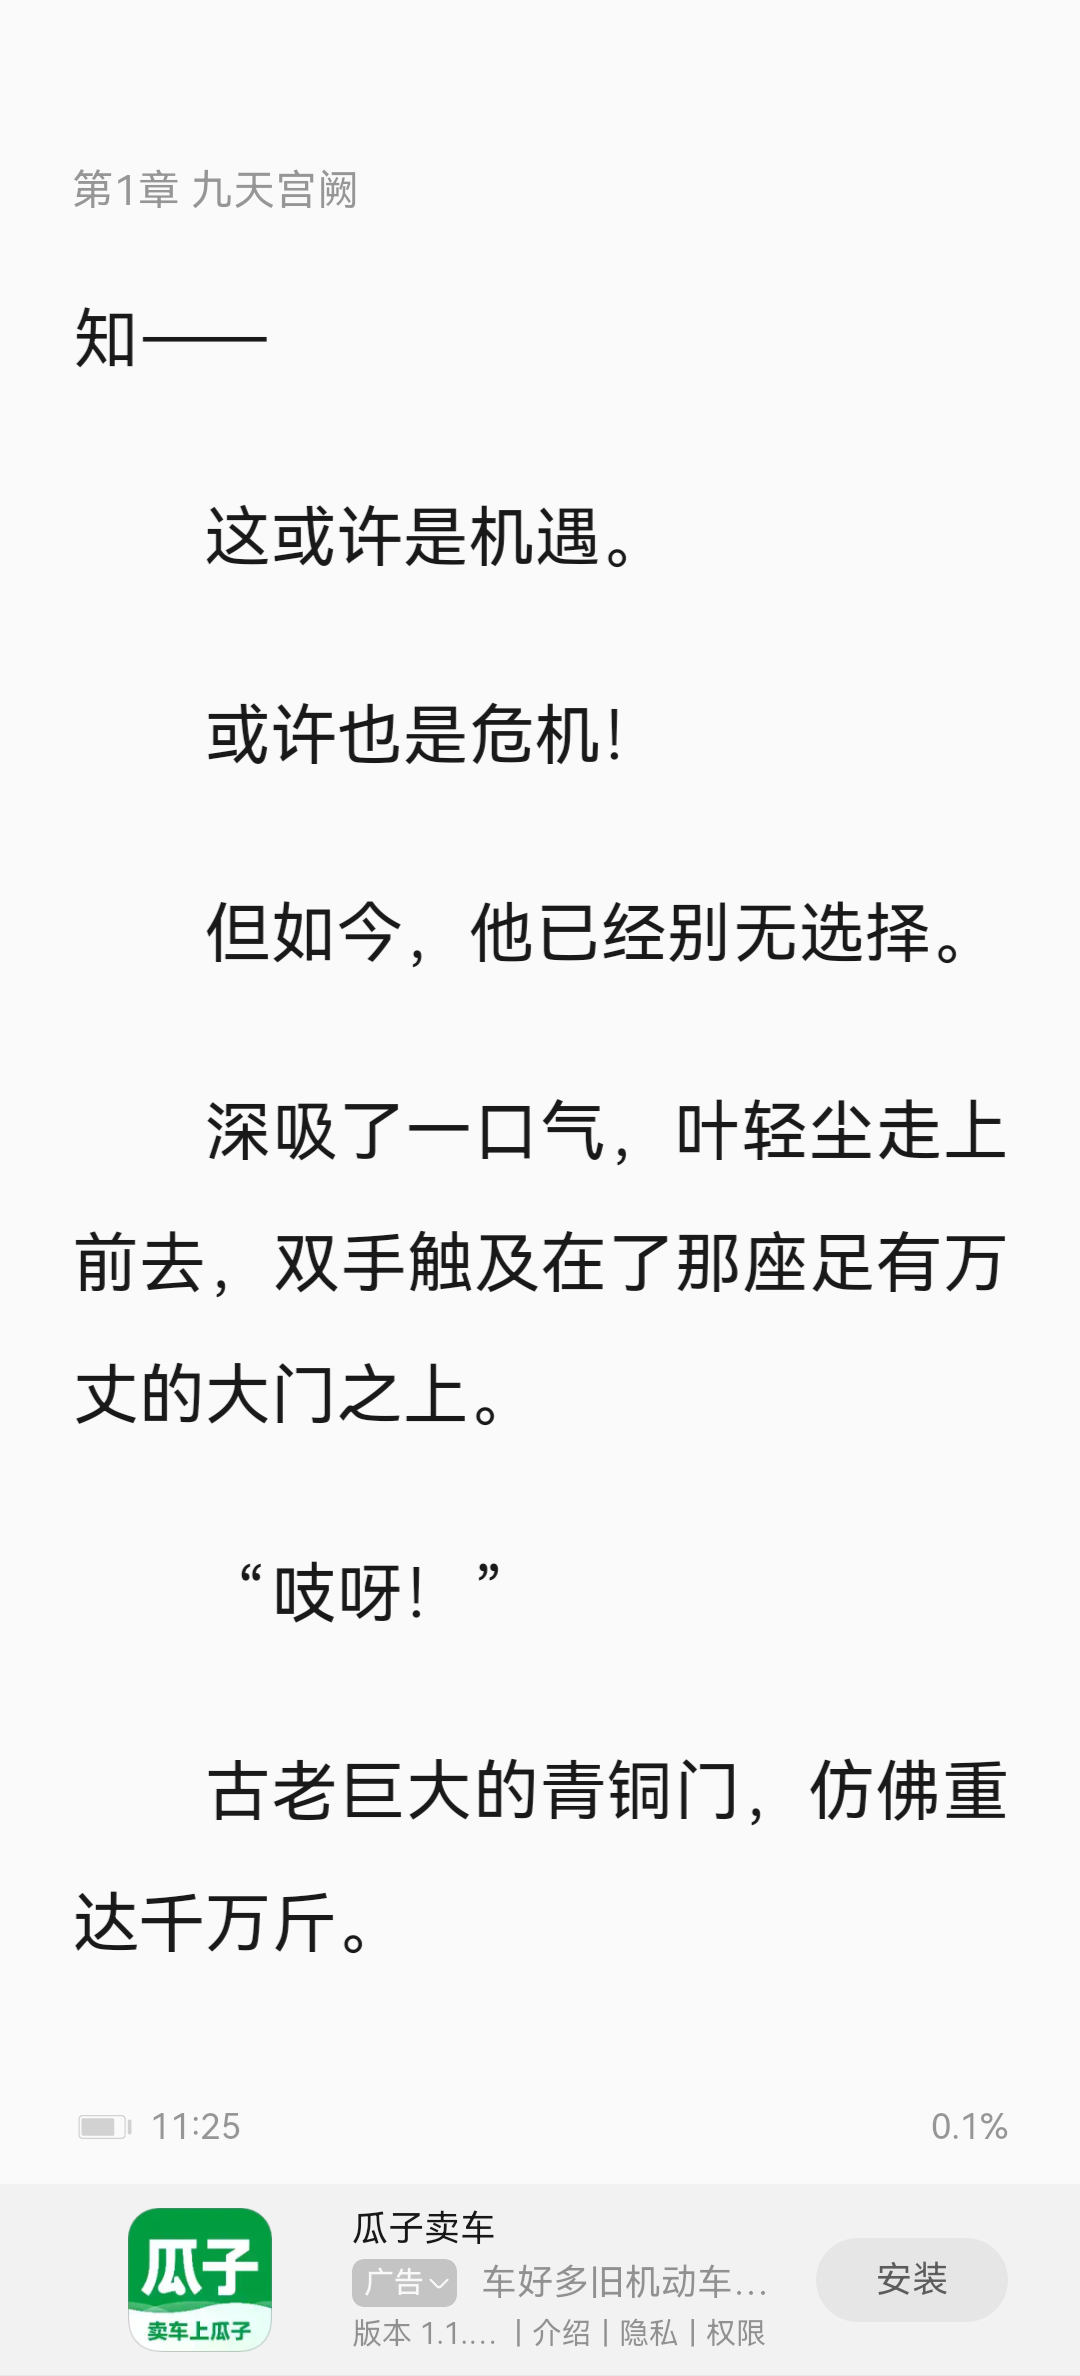 第1章 九天宫阙
知——
这或许是机遇。
或许也是危机！
但如今，他已经别无选择。
深吸了一口气，叶轻尘走上
前去，双手触及在了那座足有万
丈的大门之上。
“吱呀！”
古老巨大的青铜门，仿佛重
达千万斤。
11:25
0.1%
瓜子
卖车上瓜子
瓜子卖车
广告 车好多旧机动车...
版本 1.1.... | 介绍 | 隐私 | 权限
安装